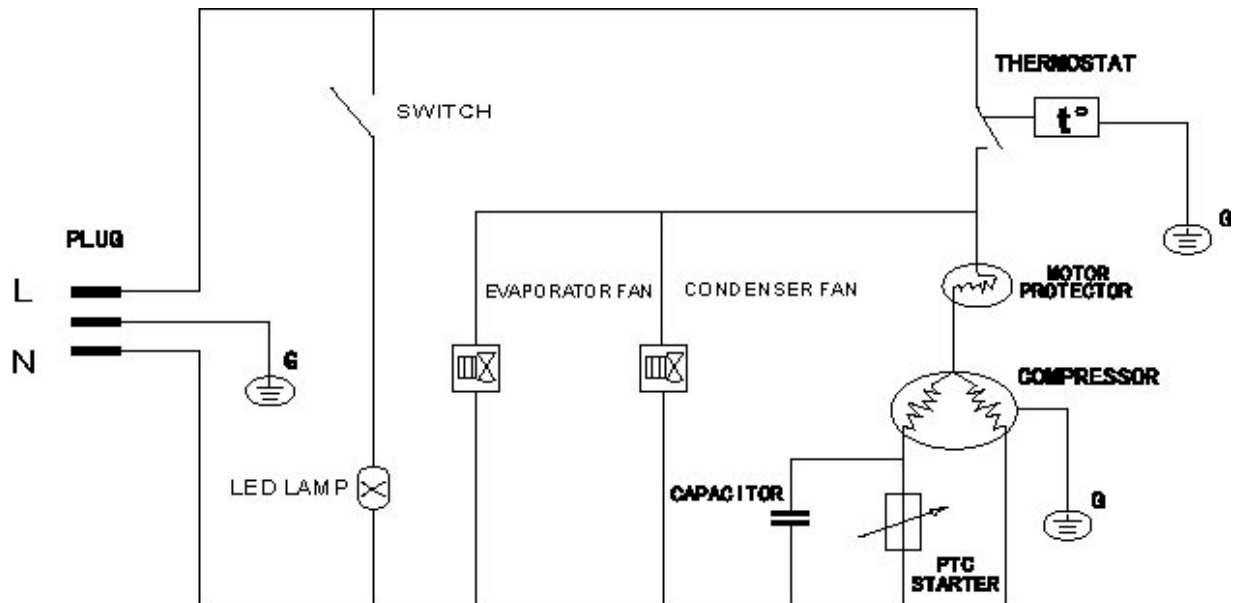 THERMOSTAT
SWITCH
t°
G
PLUG
L
EVAPORATOR FAN
CONDENSER FAN
MOTOR
PROTECTOR
N
G
COMPRESSOR
LED LAMP
CAPACITOR
G
PTC
STARTER